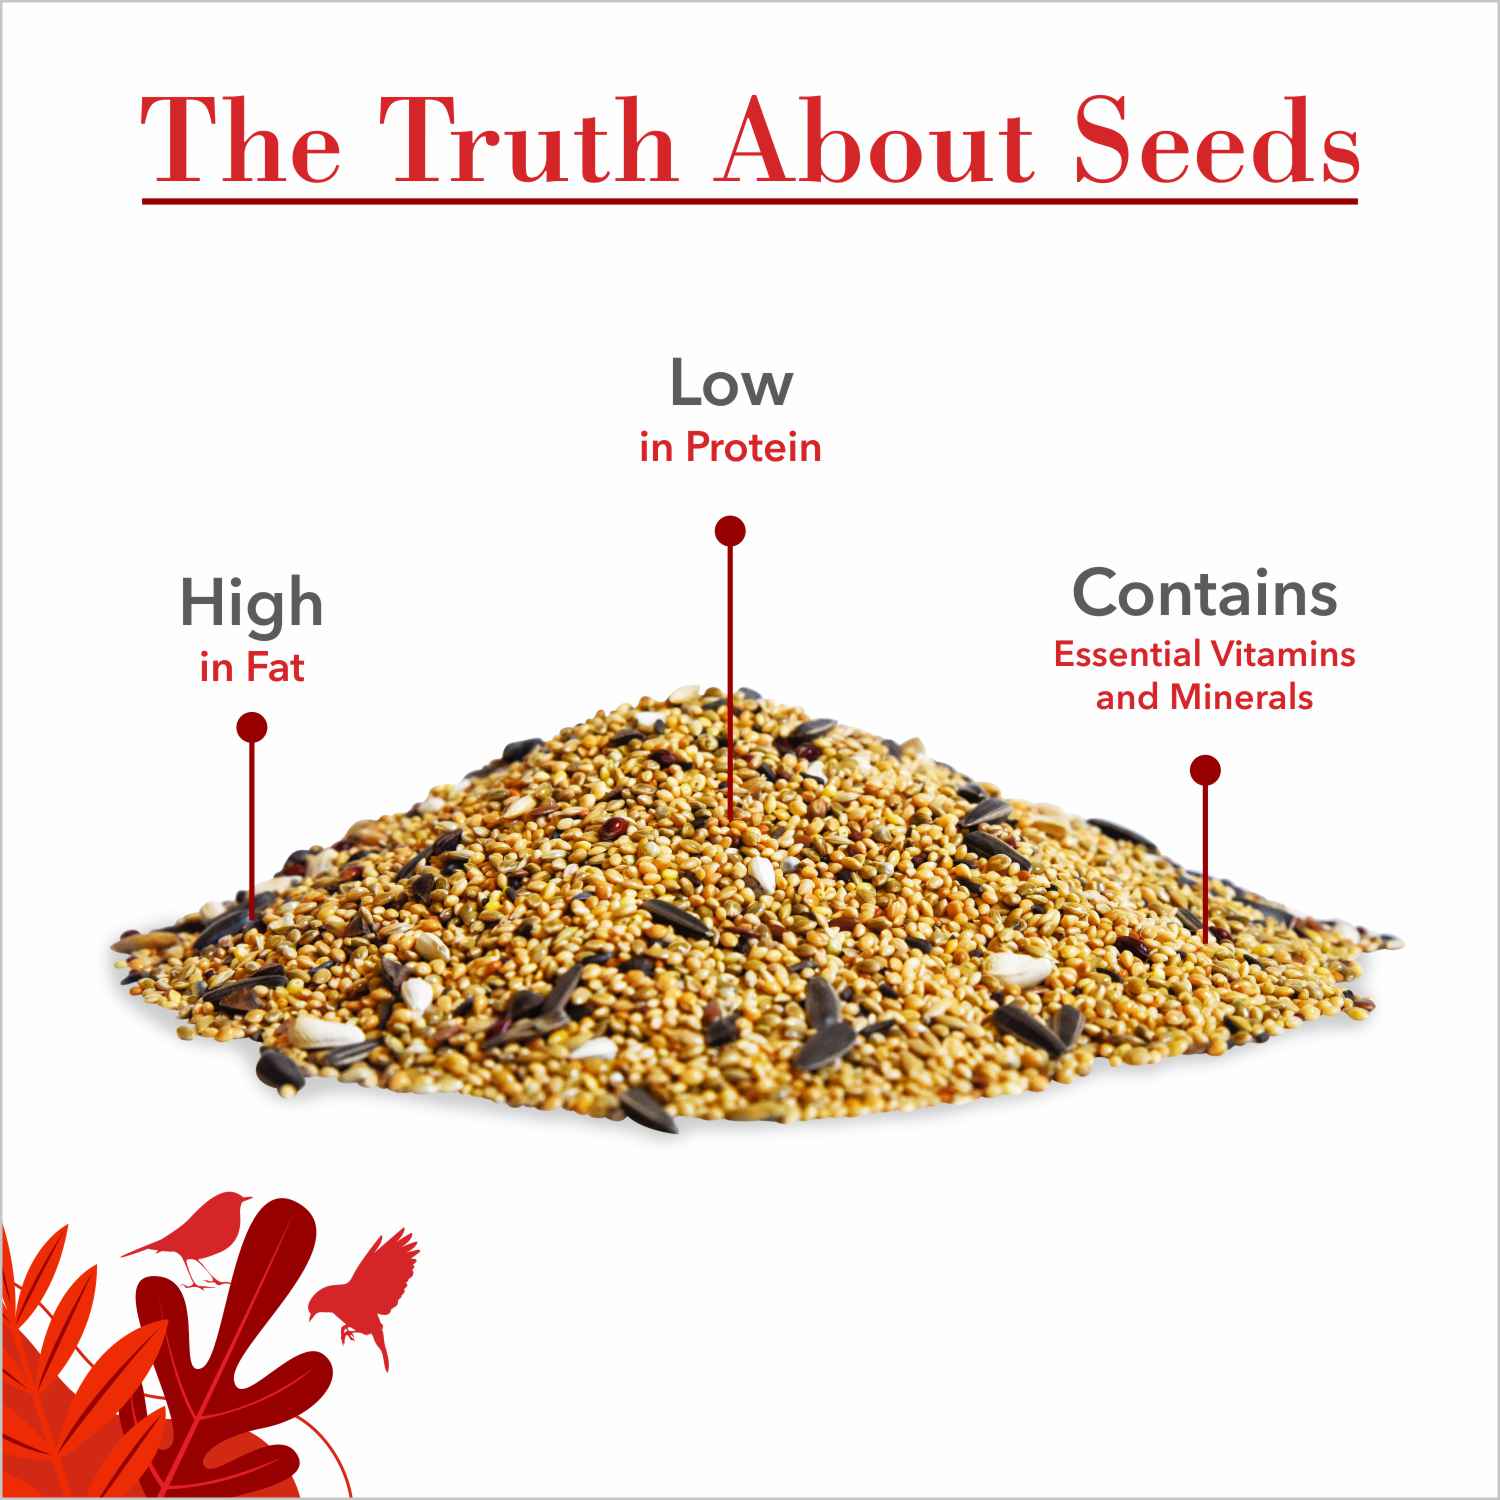 The Truth About Seeds
Low
in Protein
High
in Fat
Contains
Essential Vitamins
and Minerals